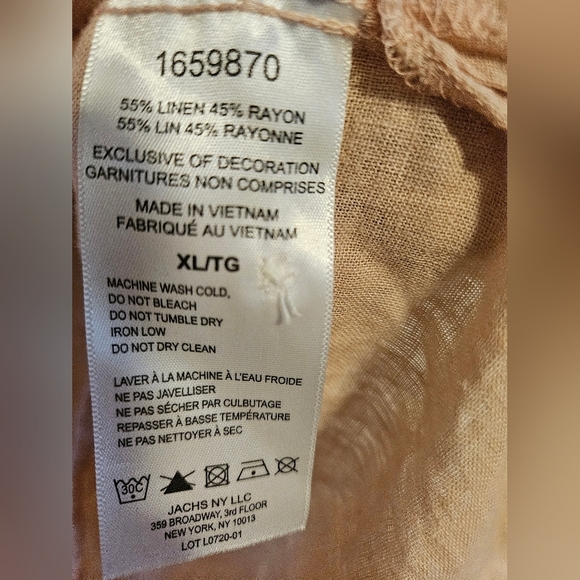 1659870
55% LINEN 45% RAYON
55% LIN 45% RAYONNE
EXCLUSIVE OF DECORATION
GARNITURES NON COMPRISES
MADE IN VIETNAM
FABRIQUÉ AU VIETNAM
XL/TG
MACHINE WASH COLD,
DO NOT BLEACH
DO NOT TUMBLE DRY
IRON LOW
DO NOT DRY CLEAN
LAVER À LA MACHINE À L'EAU FROIDE
NE PAS JAVELLISER
NE PAS SÉCHER PAR CULBUTAGE
REPASSER À BASSE TEMPÉRATURE
NE PAS NETTOYER À SEC
30C
JACHS NY LLC
359 BROADWAY, 3rd FLOOR
NEW YORK, NY 10013
LOT L0720-01